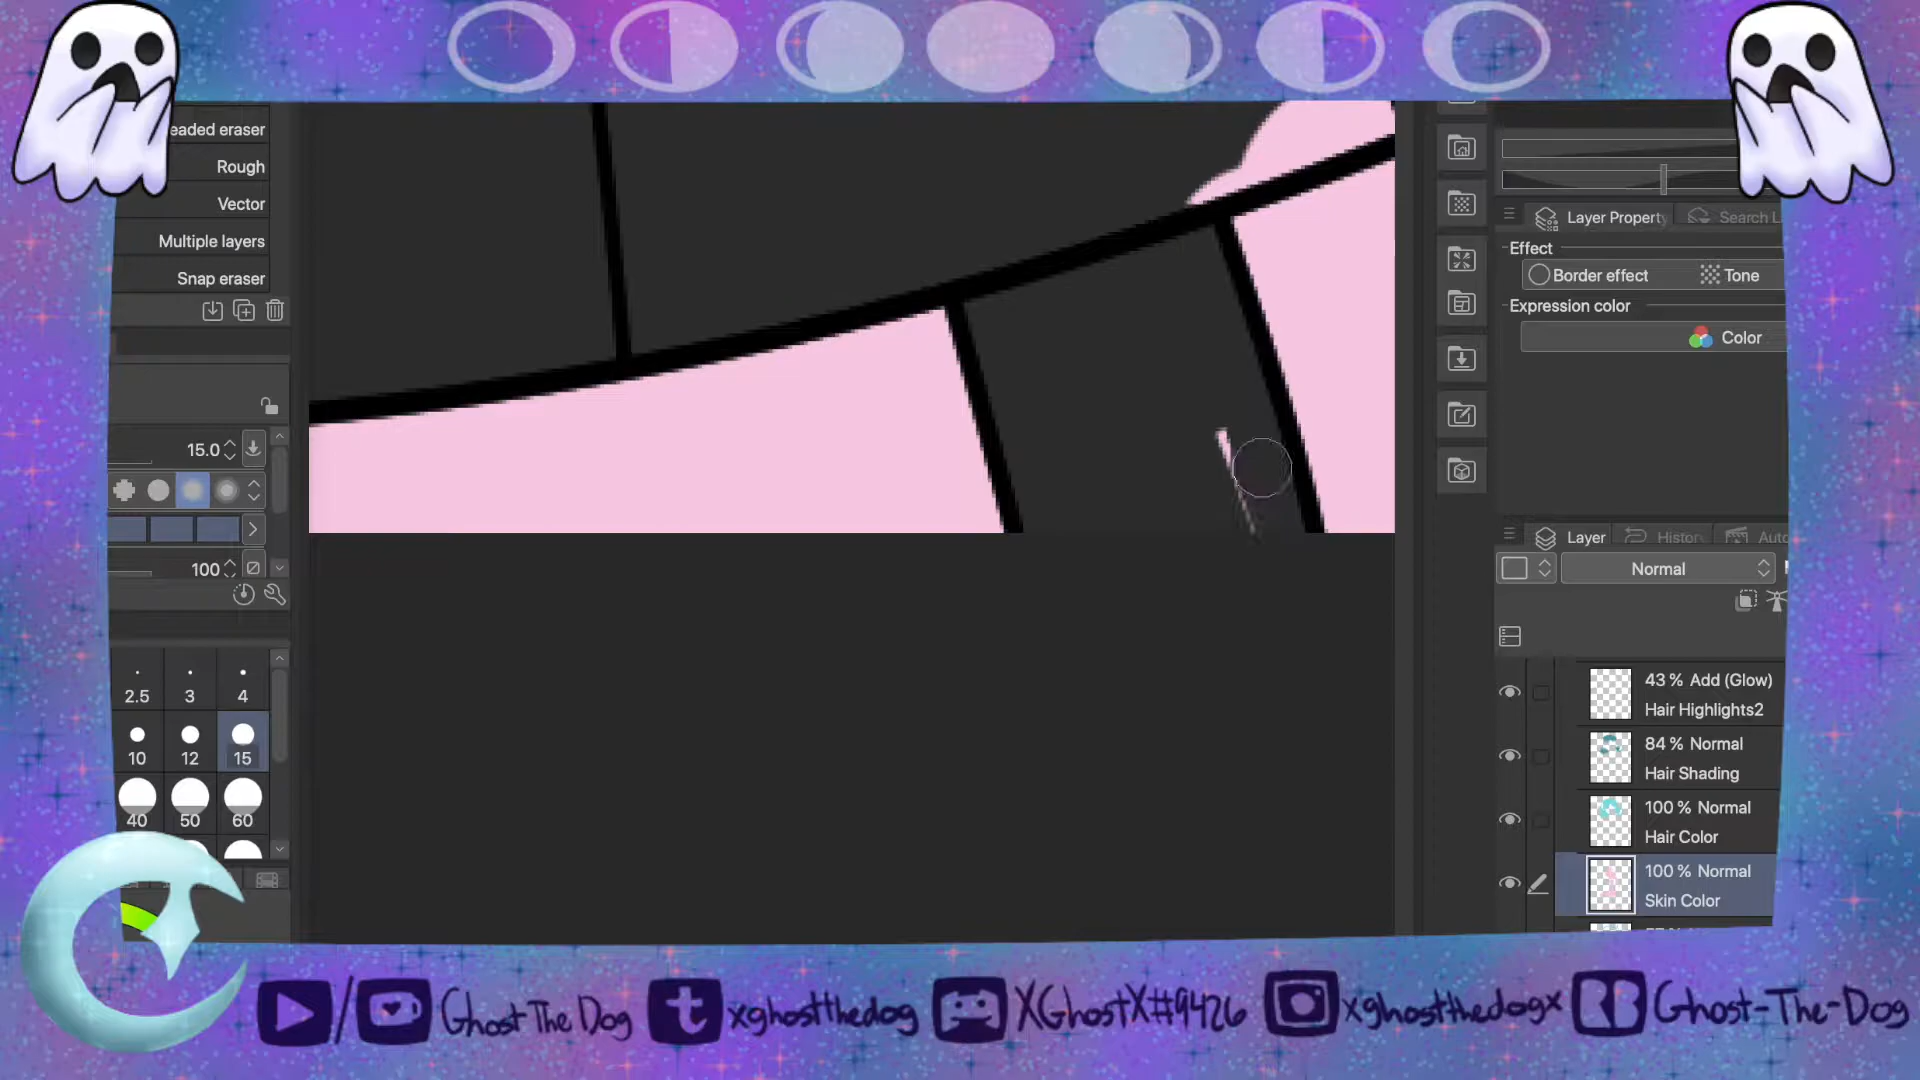 eaded eraser
Rough
Vector
Multiple layers
Snap eraser
15.0
100
2.5 3 4
10 12 15
40 50 60
Layer Property Search L
Effect
Border effect Tone
Expression color
Color
Layer Histor Auto
Normal
43 % Add (Glow)
Hair Highlights2
84 % Normal
Hair Shading
100 % Normal
Hair Color
100 % Normal
Skin Color
/ Ghost The Dog t xghostthedog XGhostX#9426 xghostthedogx Ghost-The-Dog